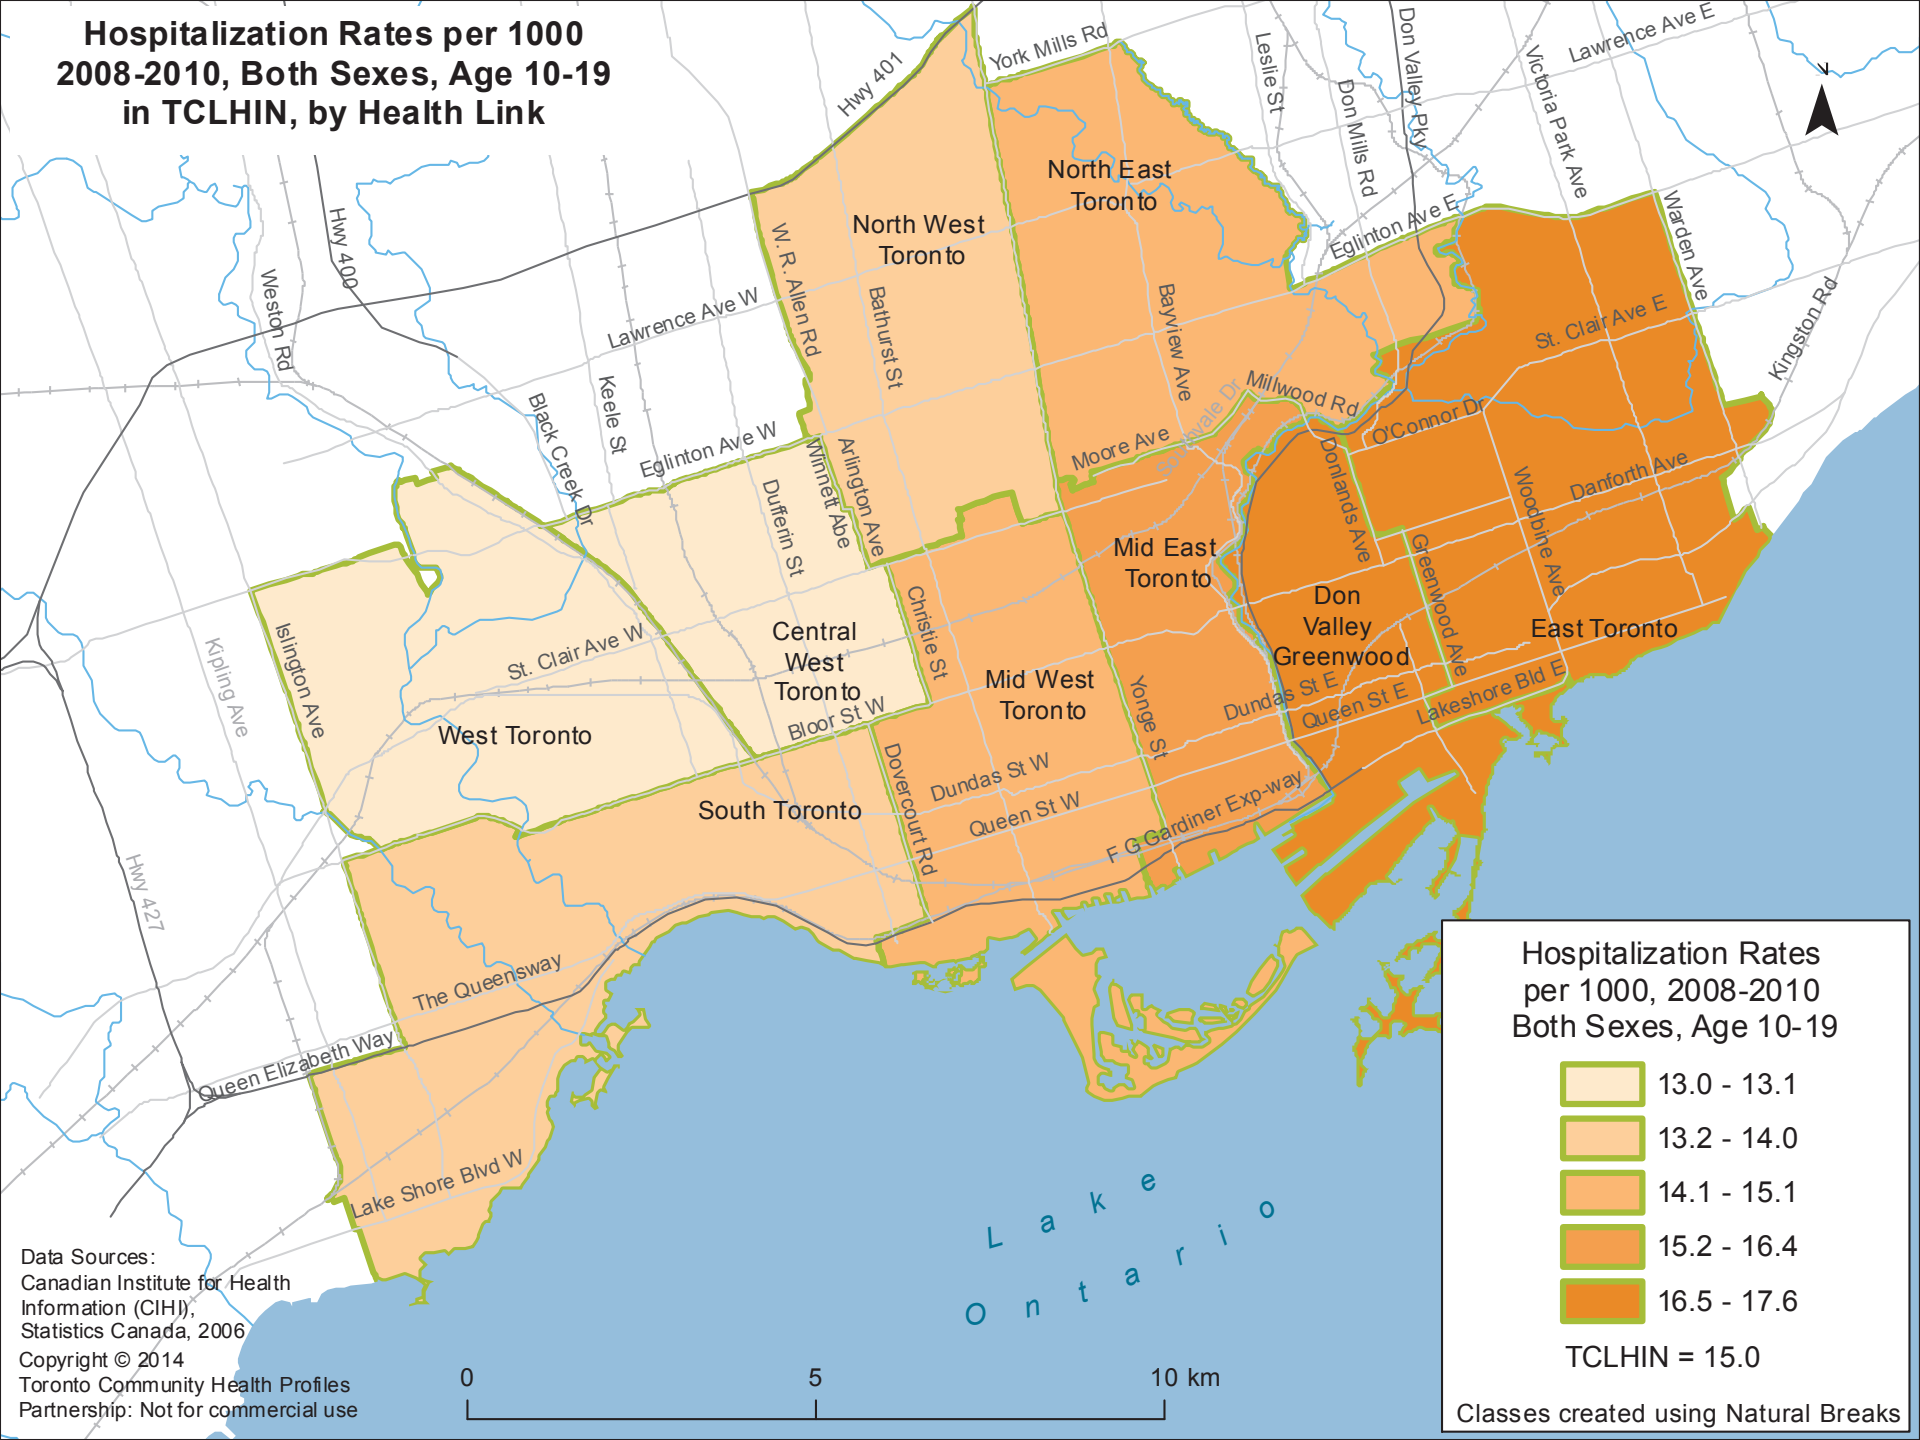 Hospitalization Rates per 1000
2008-2010, Both Sexes, Age 10-19
in TCLHIN, by Health Link
Hwy 401
York Mills Rd
Leslie St
Don Mills Rd
Don Valley Pky
Victoria Park Ave
Lawrence Ave E
N
North East
Toronto
North West
Toronto
Hwy 400
Weston Rd
W. R. Allen Rd
Bathurst St
Bayview Ave
Eglinton Ave E
Warden Ave
Kingston Rd
St. Clair Ave E
Lawrence Ave W
Keele St
Black Creek Dr
Eglinton Ave W
Winnett Abe
Arlington Ave
Dufferin St
Moore Ave
Southvale Dr
Millwood Rd
O'Connor Dr
Donlands Ave
Danforth Ave
Woodbine Ave
Greenwood Ave
Mid East
Toronto
Don
Valley
Greenwood
East Toronto
Christie St
Central
West
Toronto
Mid West
Toronto
Islington Ave
Kipling Ave
St. Clair Ave W
Bloor St W
West Toronto
South Toronto
Yonge St
Dundas St E
Queen St E
Lakeshore Bld E
Dovercourt Rd
Dundas St W
Queen St W
F G Gardiner Exp-way
Hwy 427
The Queensway
Queen Elizabeth Way
Lake Shore Blvd W
Lake
Ontario
Hospitalization Rates
per 1000, 2008-2010
Both Sexes, Age 10-19
13.0 - 13.1
13.2 - 14.0
14.1 - 15.1
15.2 - 16.4
16.5 - 17.6
TCLHIN = 15.0
Classes created using Natural Breaks
Data Sources:
Canadian Institute for Health
Information (CIHI),
Statistics Canada, 2006
Copyright © 2014
Toronto Community Health Profiles
Partnership: Not for commercial use
0 5 10 km